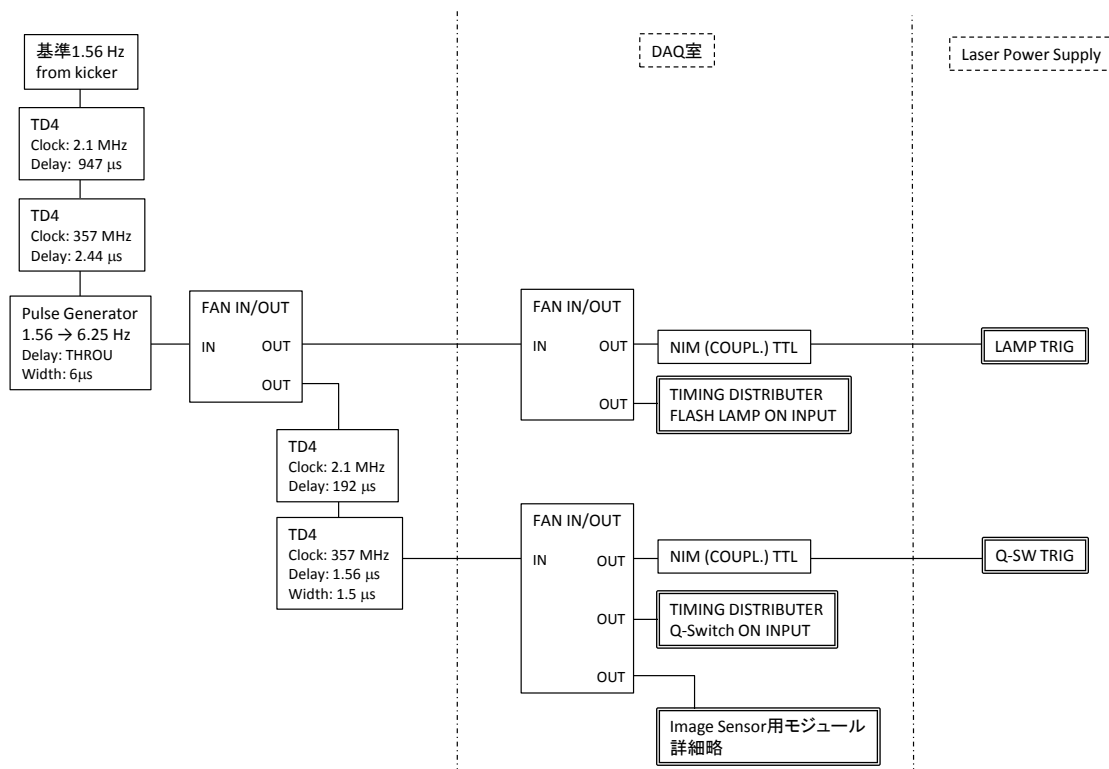 基準1.56 Hz
from kicker
TD4
Clock: 2.1 MHz
Delay:  947 μs
TD4
Clock: 357 MHz
Delay: 2.44 μs
Pulse Generator
1.56 → 6.25 Hz
Delay: THROU
Width: 6μs
FAN IN/OUT
IN
OUT
OUT
TD4
Clock: 2.1 MHz
Delay: 192 μs
TD4
Clock: 357 MHz
Delay: 1.56 μs
Width: 1.5 μs
DAQ室
FAN IN/OUT
IN
OUT
OUT
NIM (COUPL.) TTL
TIMING DISTRIBUTER
FLASH LAMP ON INPUT
FAN IN/OUT
IN
OUT
OUT
OUT
NIM (COUPL.) TTL
TIMING DISTRIBUTER
Q-Switch ON INPUT
Image Sensor用モジュール
詳細略
Laser Power Supply
LAMP TRIG
Q-SW TRIG